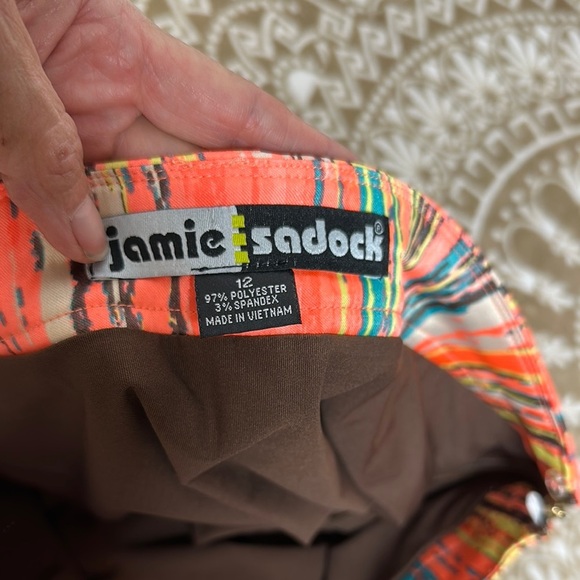 jamie sadock®
12
97% POLYESTER
3% SPANDEX
MADE IN VIETNAM